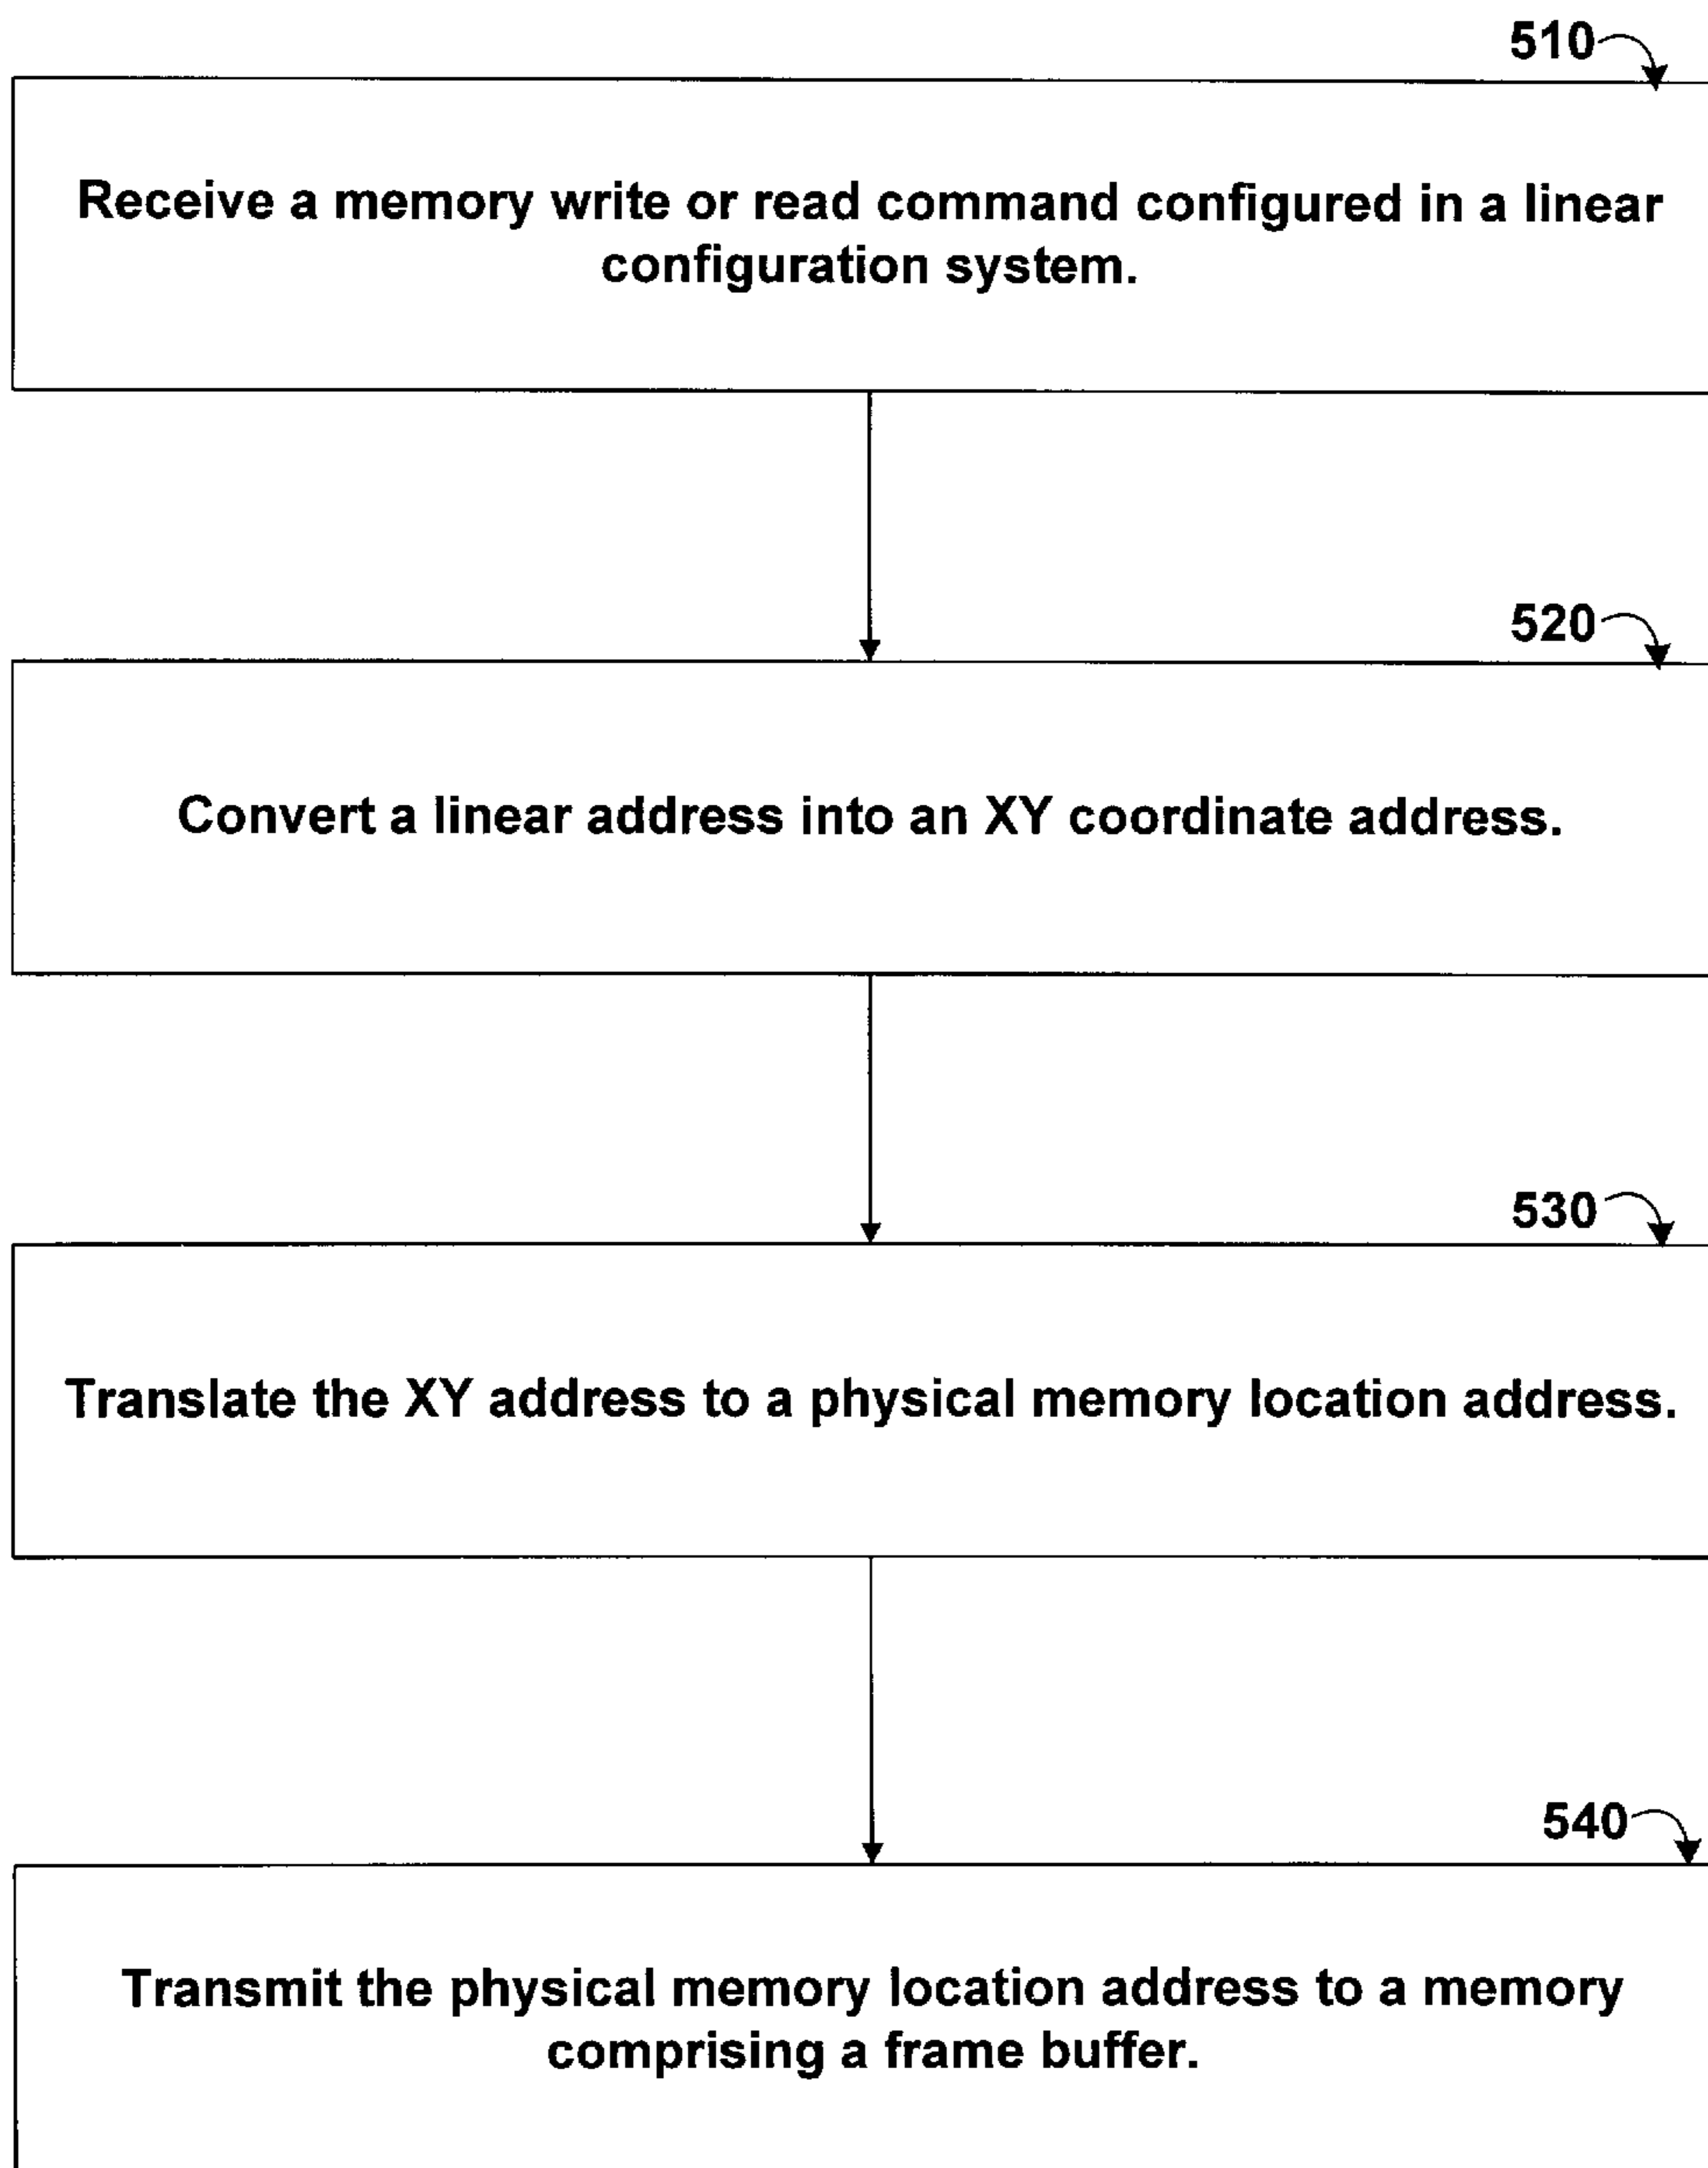 510
Receive a memory write or read command configured in a linear
configuration system.
520
Convert a linear address into an XY coordinate address.
530
Translate the XY address to a physical memory location address.
540
Transmit the physical memory location address to a memory
comprising a frame buffer.